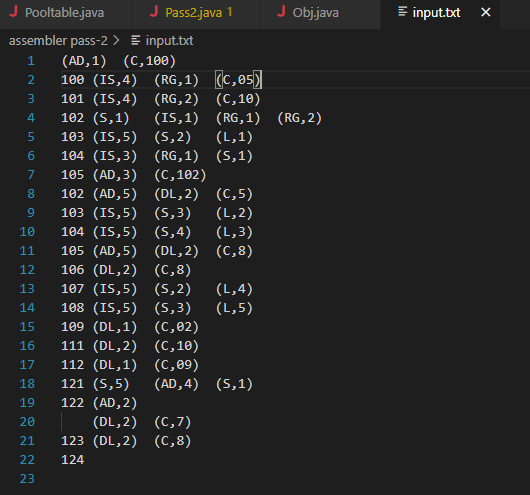 Pooltable.java Pass2.java 1 Obj.java input.txt
assembler pass-2 > input.txt
1 (AD,1) (C,100)
2 100 (IS,4) (RG,1) (C,05)
3 101 (IS,4) (RG,2) (C,10)
4 102 (S,1) (IS,1) (RG,1) (RG,2)
5 103 (IS,5) (S,2) (L,1)
6 104 (IS,3) (RG,1) (S,1)
7 105 (AD,3) (C,102)
8 102 (AD,5) (DL,2) (C,5)
9 103 (IS,5) (S,3) (L,2)
10 104 (IS,5) (S,4) (L,3)
11 105 (AD,5) (DL,2) (C,8)
12 106 (DL,2) (C,8)
13 107 (IS,5) (S,2) (L,4)
14 108 (IS,5) (S,3) (L,5)
15 109 (DL,1) (C,02)
16 111 (DL,2) (C,10)
17 112 (DL,1) (C,09)
18 121 (S,5) (AD,4) (S,1)
19 122 (AD,2)
20 (DL,2) (C,7)
21 123 (DL,2) (C,8)
22 124
23